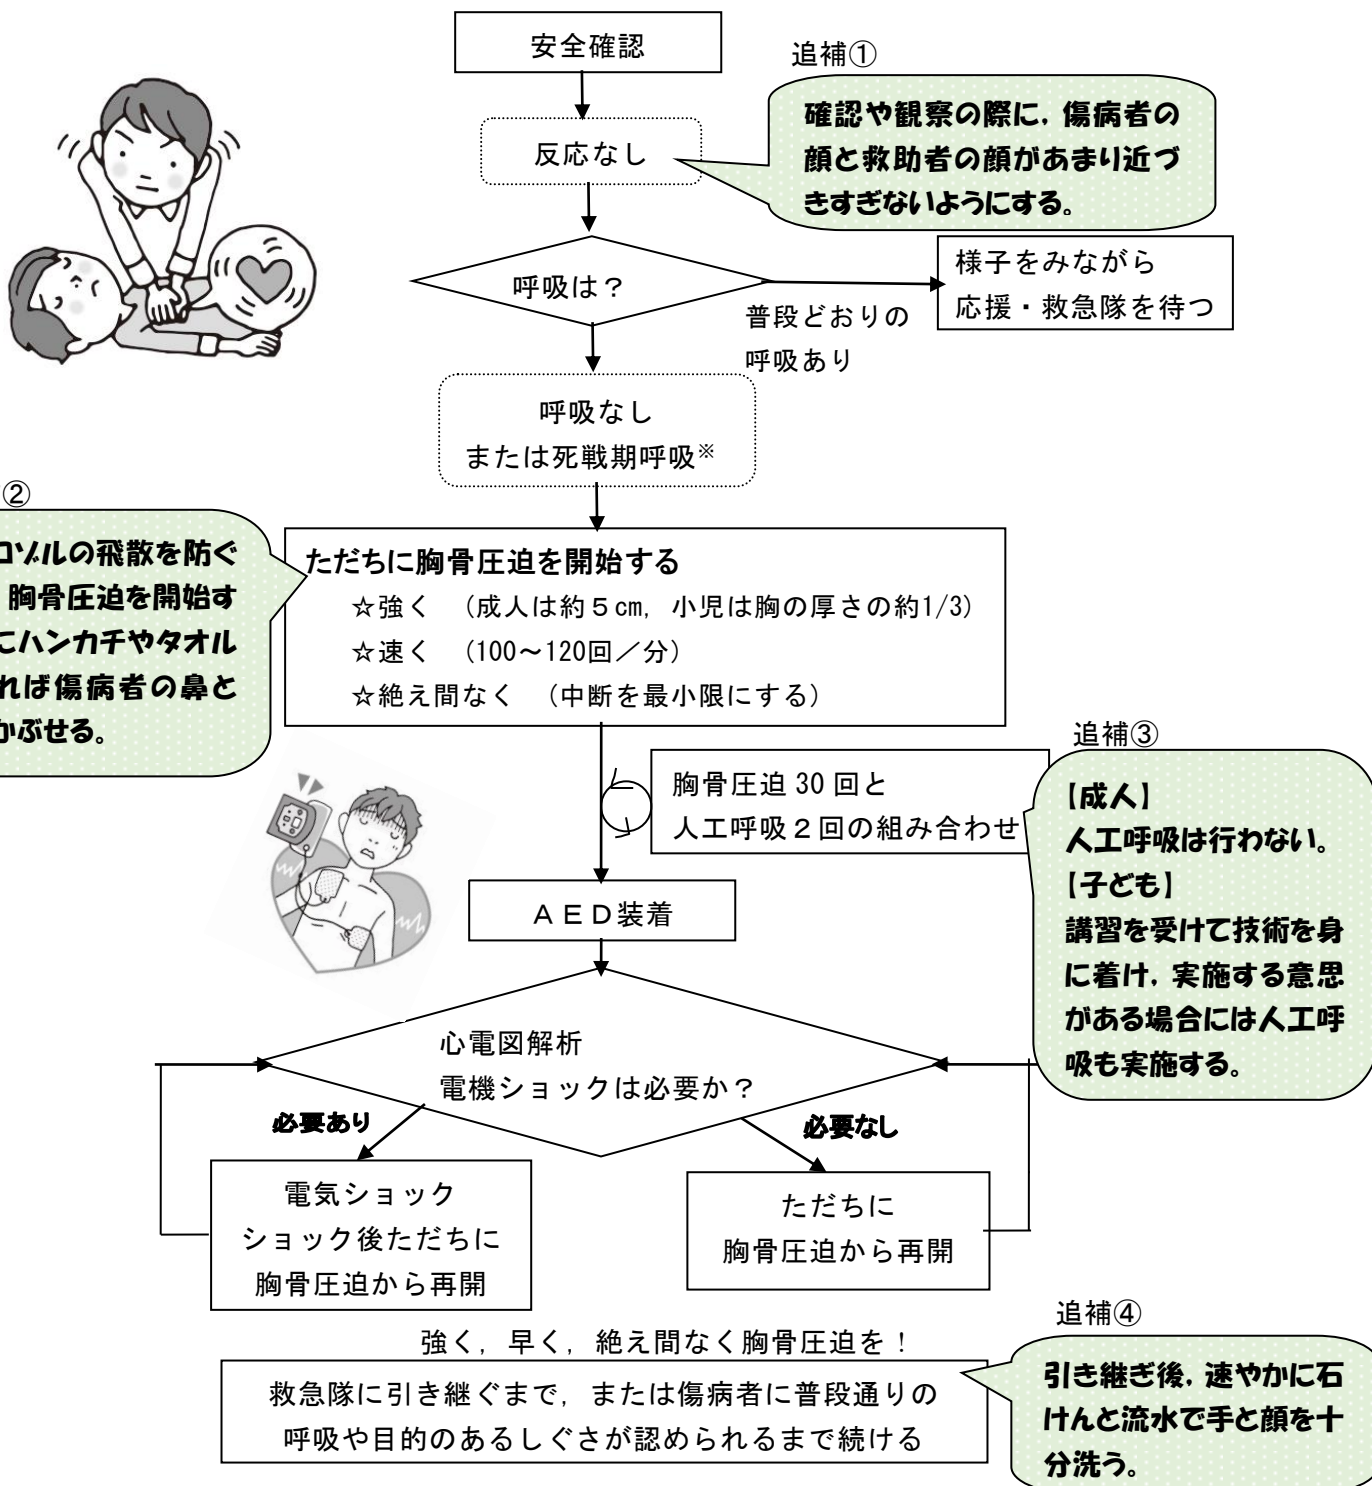 安全確認
追補①
確認や観察の際に，傷病者の
顔と救助者の顔があまり近づ
きすぎないようにする。
反応なし
呼吸は？
様子をみながら
応援・救急隊を待つ
普段どおりの
呼吸あり
呼吸なし
または死戦期呼吸※
②
ロゾルの飛散を防ぐ
胸骨圧迫を開始す
にハンカチやタオル
れば傷病者の鼻と
かぶせる。
ただちに胸骨圧迫を開始する
☆強く （成人は約５cm，小児は胸の厚さの約1/3）
☆速く （100～120回／分）
☆絶え間なく （中断を最小限にする）
胸骨圧迫 30 回と
人工呼吸２回の組み合わせ
追補③
【成人】
人工呼吸は行わない。
【子ども】
講習を受けて技術を身
に着け，実施する意思
がある場合には人工呼
吸も実施する。
ＡＥＤ装着
心電図解析
電機ショックは必要か？
必要あり
必要なし
電気ショック
ショック後ただちに
胸骨圧迫から再開
ただちに
胸骨圧迫から再開
強く，早く，絶え間なく胸骨圧迫を！
救急隊に引き継ぐまで，または傷病者に普段通りの
呼吸や目的のあるしぐさが認められるまで続ける
追補④
引き継ぎ後，速やかに石
けんと流水で手と顔を十
分洗う。